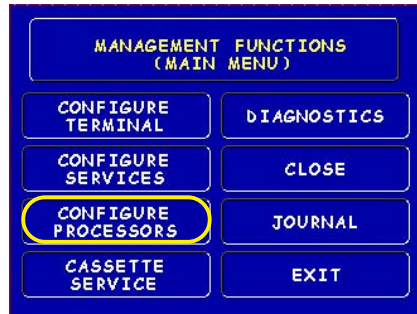 MANAGEMENT FUNCTIONS
(MAIN MENU)
CONFIGURE
TERMINAL
DIAGNOSTICS
CONFIGURE
SERVICES
CLOSE
CONFIGURE
PROCESSORS
JOURNAL
CASSETTE
SERVICE
EXIT